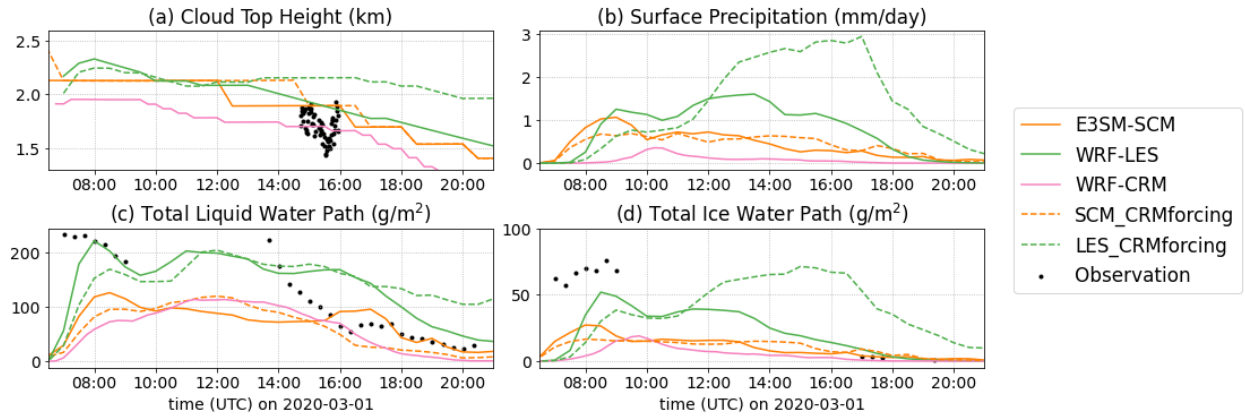 (a) Cloud Top Height (km)
2.5
2.0
1.5
08:00 10:00 12:00 14:00 16:00 18:00 20:00
(b) Surface Precipitation (mm/day)
3
2
1
0
08:00 10:00 12:00 14:00 16:00 18:00 20:00
(c) Total Liquid Water Path (g/m²)
200
100
0
08:00 10:00 12:00 14:00 16:00 18:00 20:00
time (UTC) on 2020-03-01
(d) Total Ice Water Path (g/m²)
100
50
0
08:00 10:00 12:00 14:00 16:00 18:00 20:00
time (UTC) on 2020-03-01
E3SM-SCM
WRF-LES
WRF-CRM
SCM_CRMforcing
LES_CRMforcing
Observation